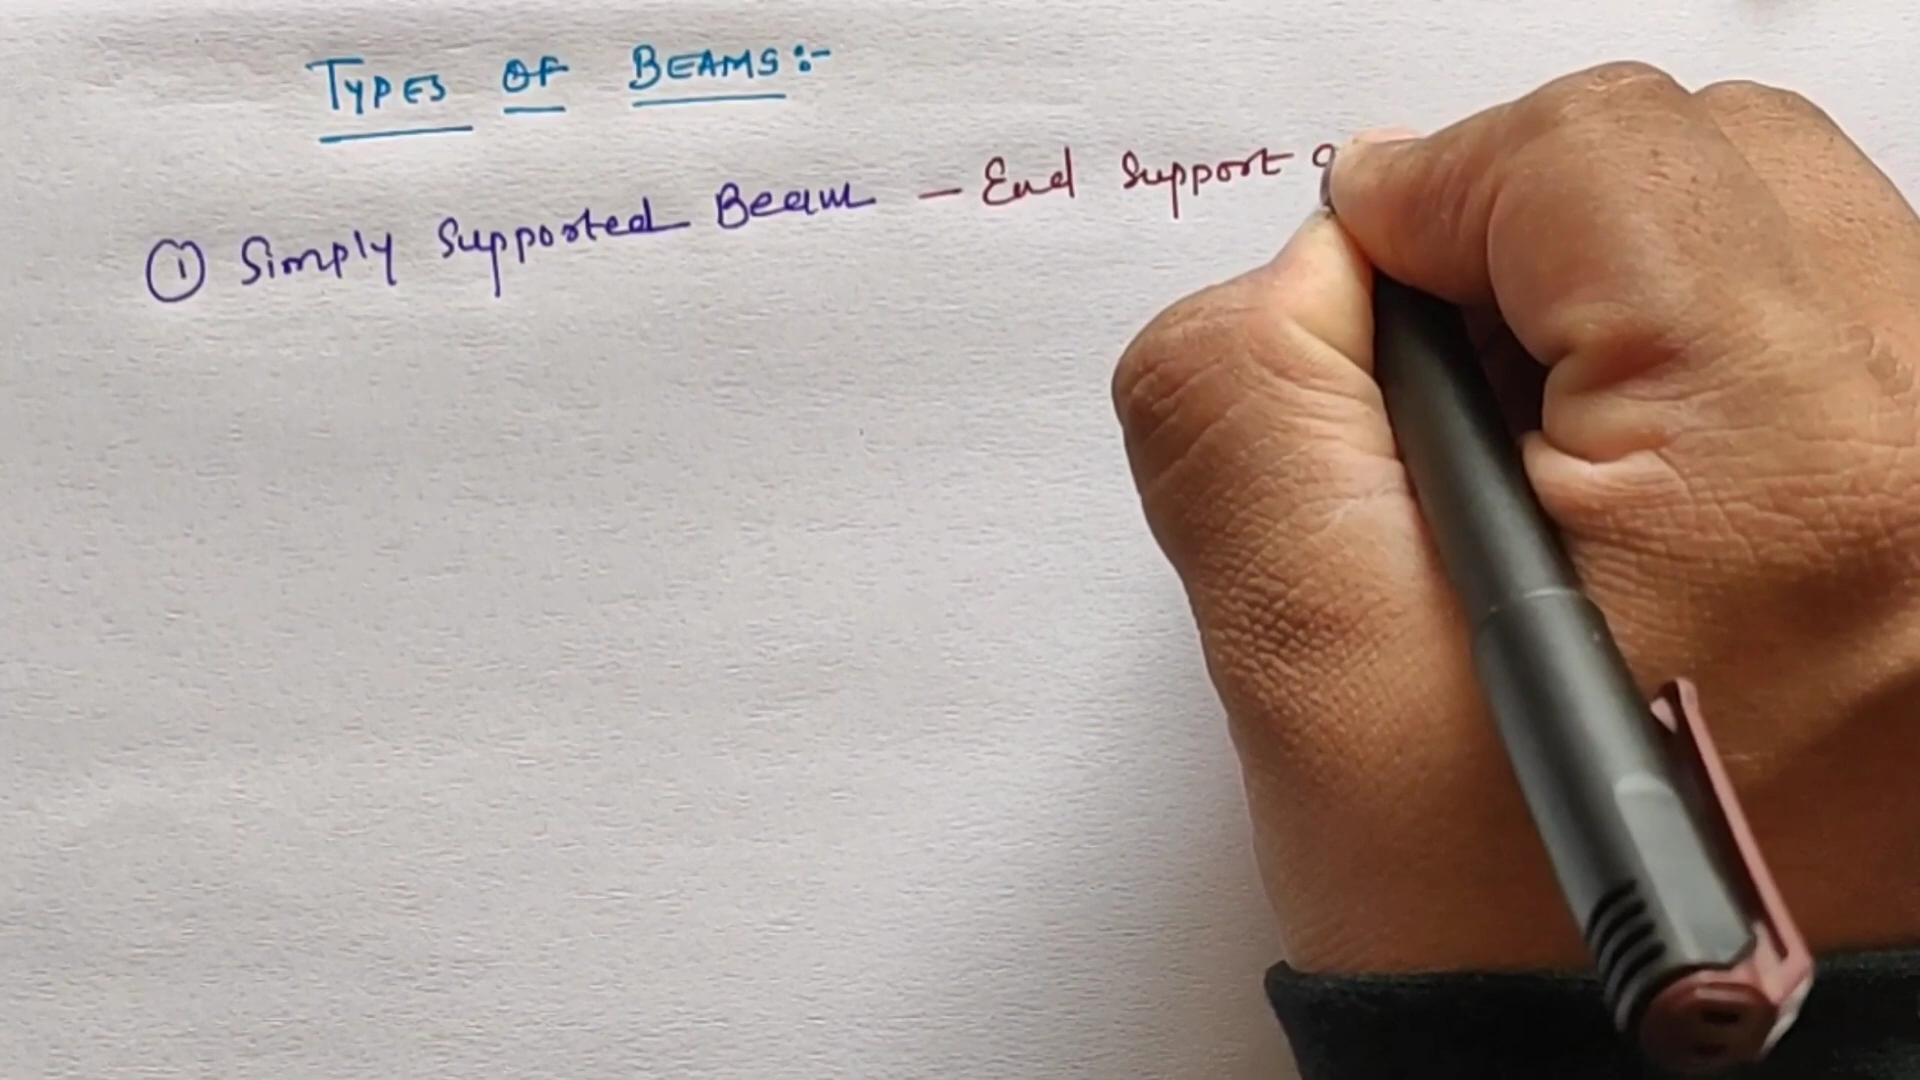 TYPES OF BEAMS:-
① Simply Supported Beam - End Support